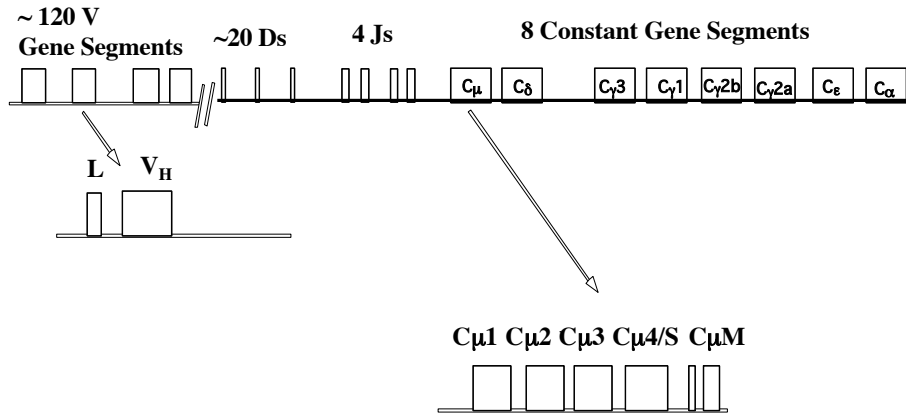 ~ 120 V
Gene Segments
~20 Ds
4 Js
8 Constant Gene Segments
Cμ Cδ Cγ3 Cγ1 Cγ2b Cγ2a Cε Cα
L VH
Cμ1 Cμ2 Cμ3 Cμ4/S CμM